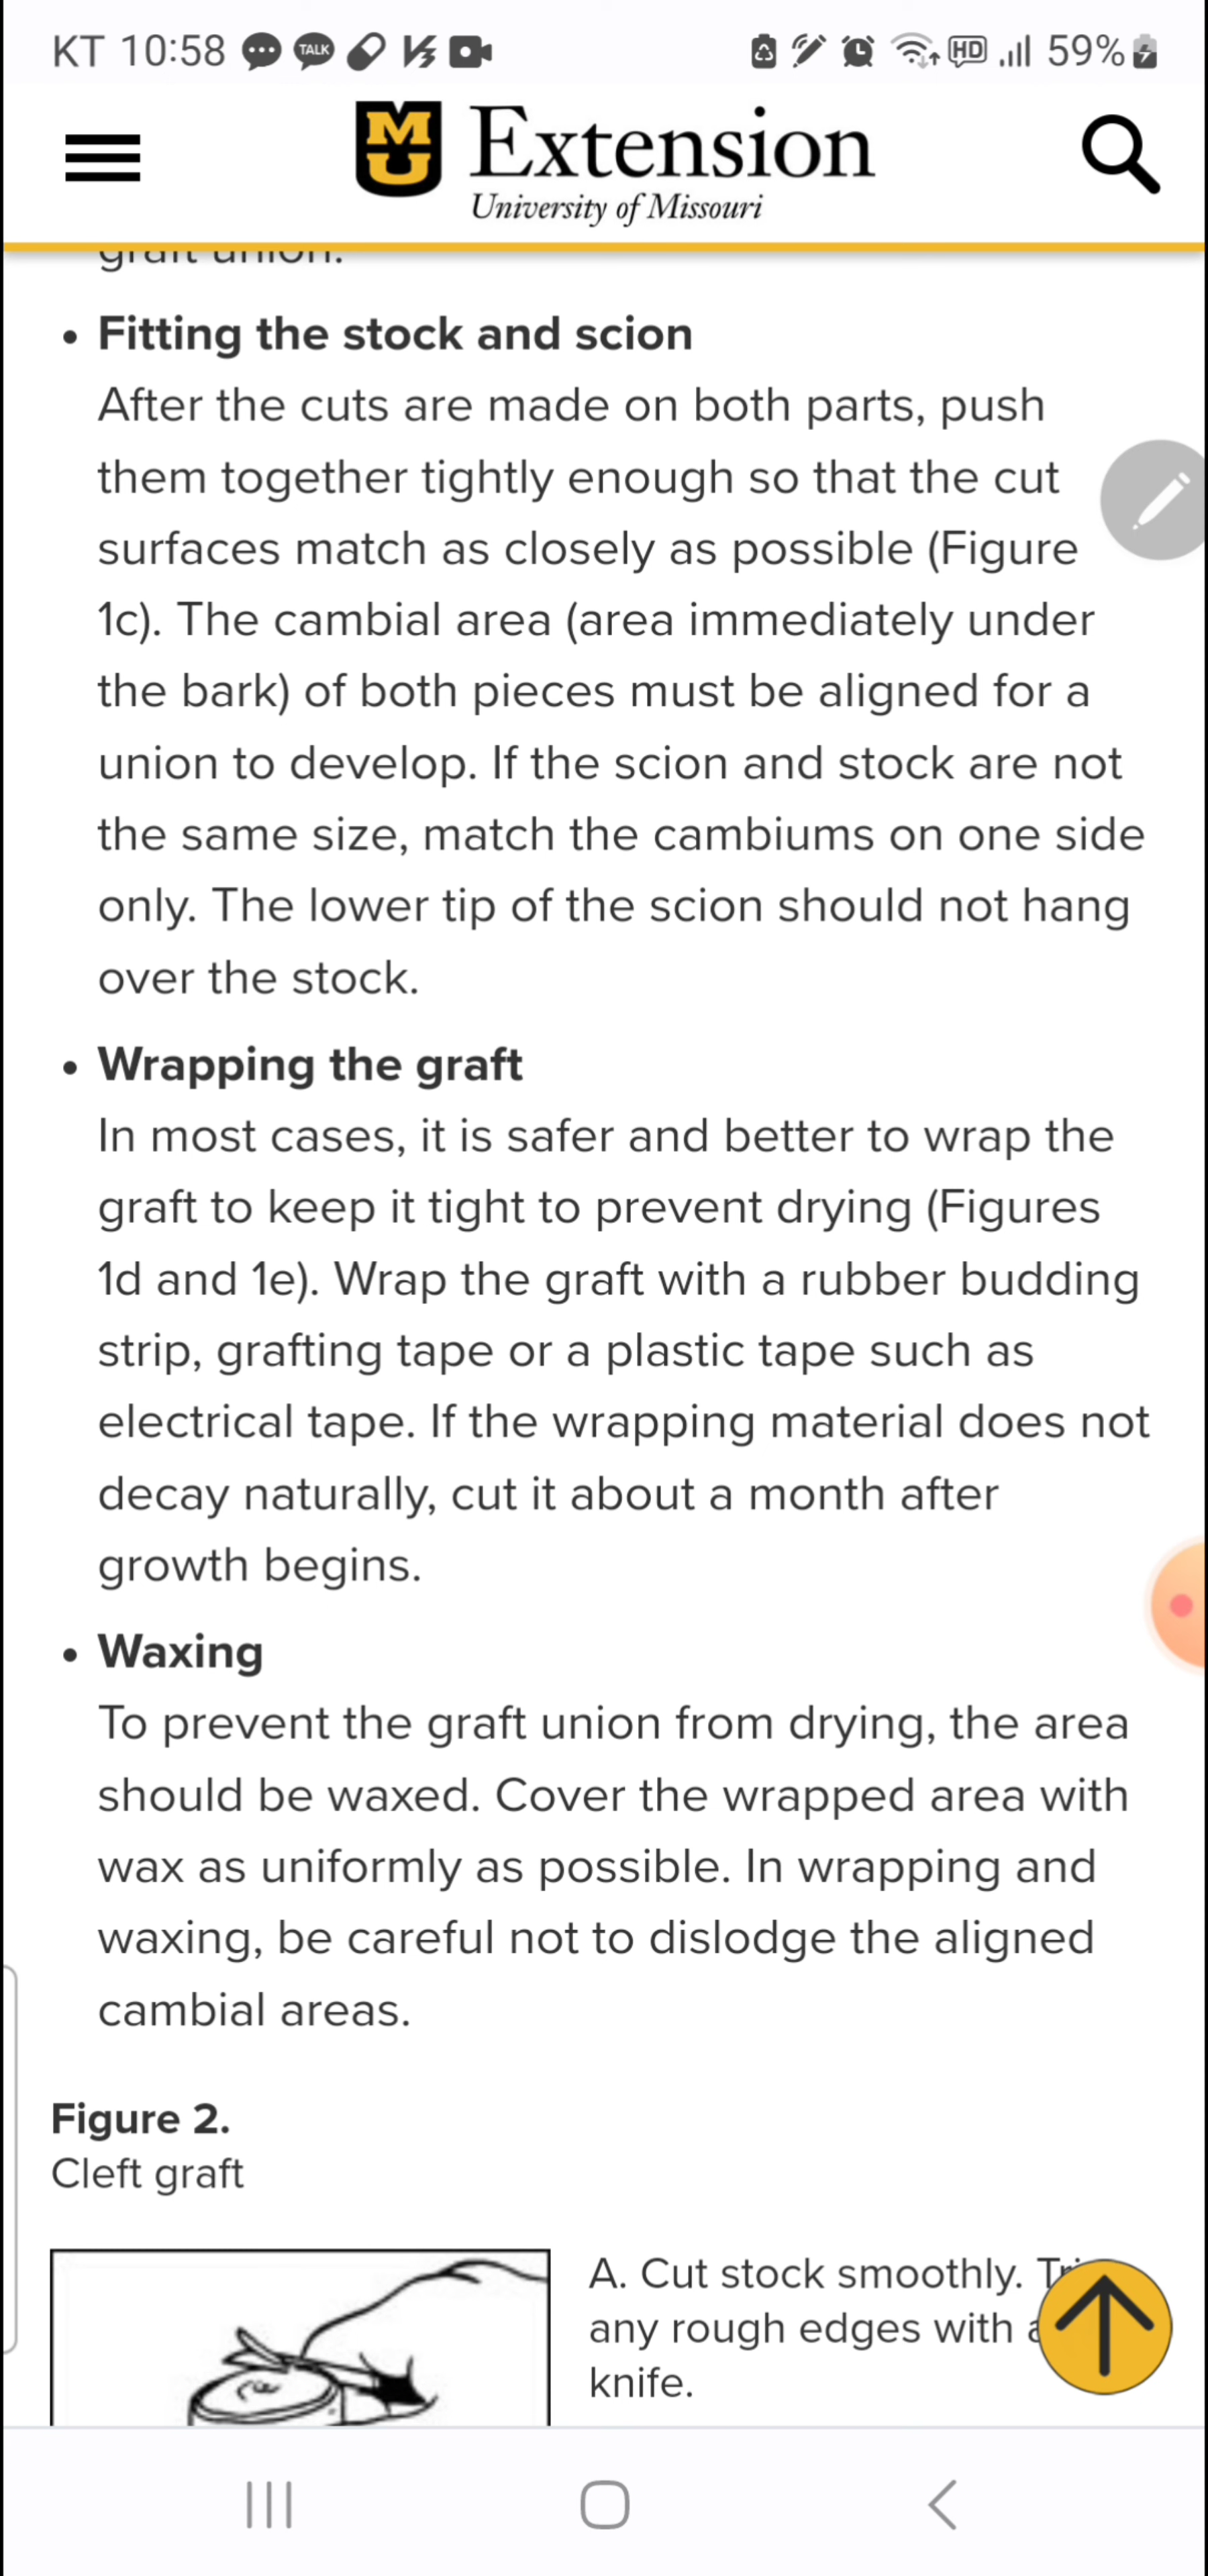 KT 10:58 TALK HD 59%
MU Extension
University of Missouri
graft union.
• Fitting the stock and scion
After the cuts are made on both parts, push
them together tightly enough so that the cut
surfaces match as closely as possible (Figure
1c). The cambial area (area immediately under
the bark) of both pieces must be aligned for a
union to develop. If the scion and stock are not
the same size, match the cambiums on one side
only. The lower tip of the scion should not hang
over the stock.
• Wrapping the graft
In most cases, it is safer and better to wrap the
graft to keep it tight to prevent drying (Figures
1d and 1e). Wrap the graft with a rubber budding
strip, grafting tape or a plastic tape such as
electrical tape. If the wrapping material does not
decay naturally, cut it about a month after
growth begins.
• Waxing
To prevent the graft union from drying, the area
should be waxed. Cover the wrapped area with
wax as uniformly as possible. In wrapping and
waxing, be careful not to dislodge the aligned
cambial areas.
Figure 2.
Cleft graft
A. Cut stock smoothly.
any rough edges with
knife.